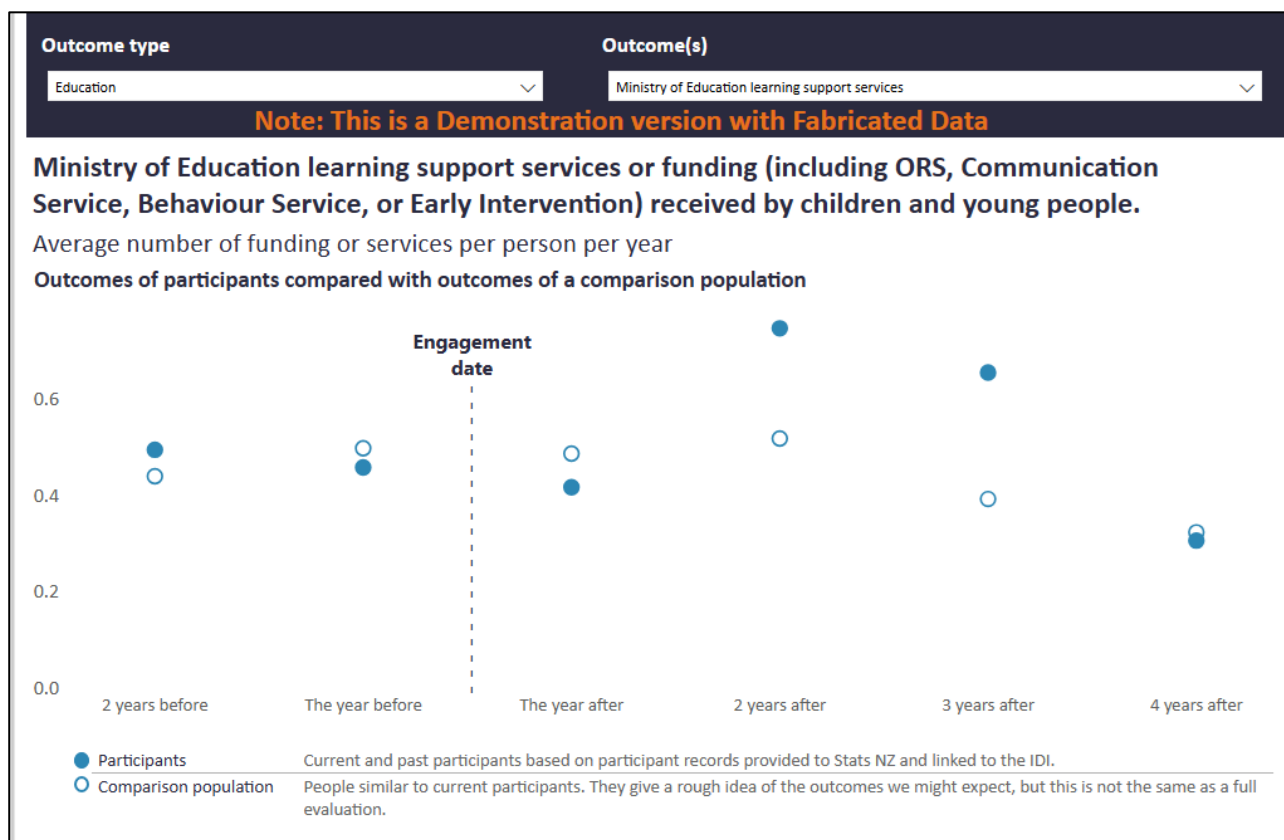 Outcome type
Outcome(s)
Education
Ministry of Education learning support services
Note: This is a Demonstration version with Fabricated Data
Ministry of Education learning support services or funding (including ORS, Communication
Service, Behaviour Service, or Early Intervention) received by children and young people.
Average number of funding or services per person per year
Outcomes of participants compared with outcomes of a comparison population
Engagement
date
0.6
0.4
0.2
0.0
2 years before
The year before
The year after
2 years after
3 years after
4 years after
Participants
Current and past participants based on participant records provided to Stats NZ and linked to the IDI.
Comparison population
People similar to current participants. They give a rough idea of the outcomes we might expect, but this is not the same as a full
evaluation.